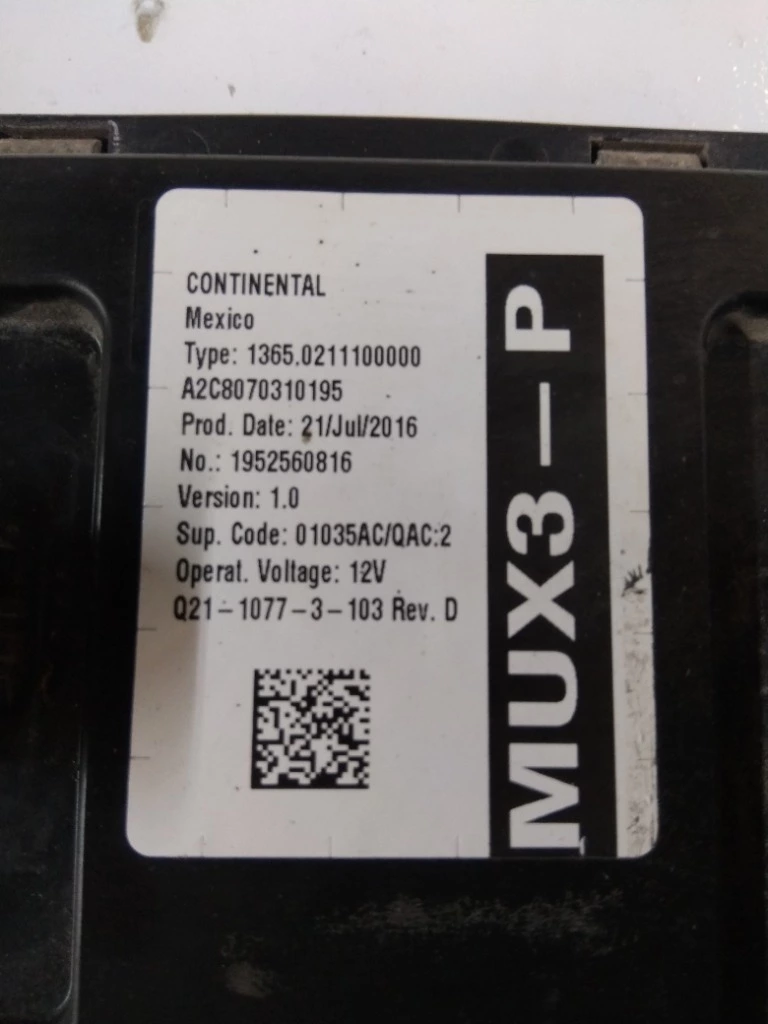 CONTINENTAL
Mexico
Type: 1365.0211100000
A2C8070310195
Prod. Date: 21/Jul/2016
No.: 1952560816
Version: 1.0
Sup. Code: 01035AC/QAC:2
Operat. Voltage: 12V
Q21-1077-3-103 Rev. D
MUX3-P